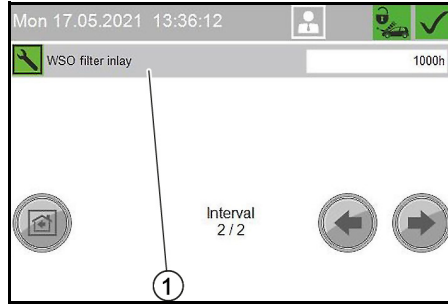 Mon 17.05.2021 13:36:12
WSO filter inlay 1000h
Interval
2 / 2
1